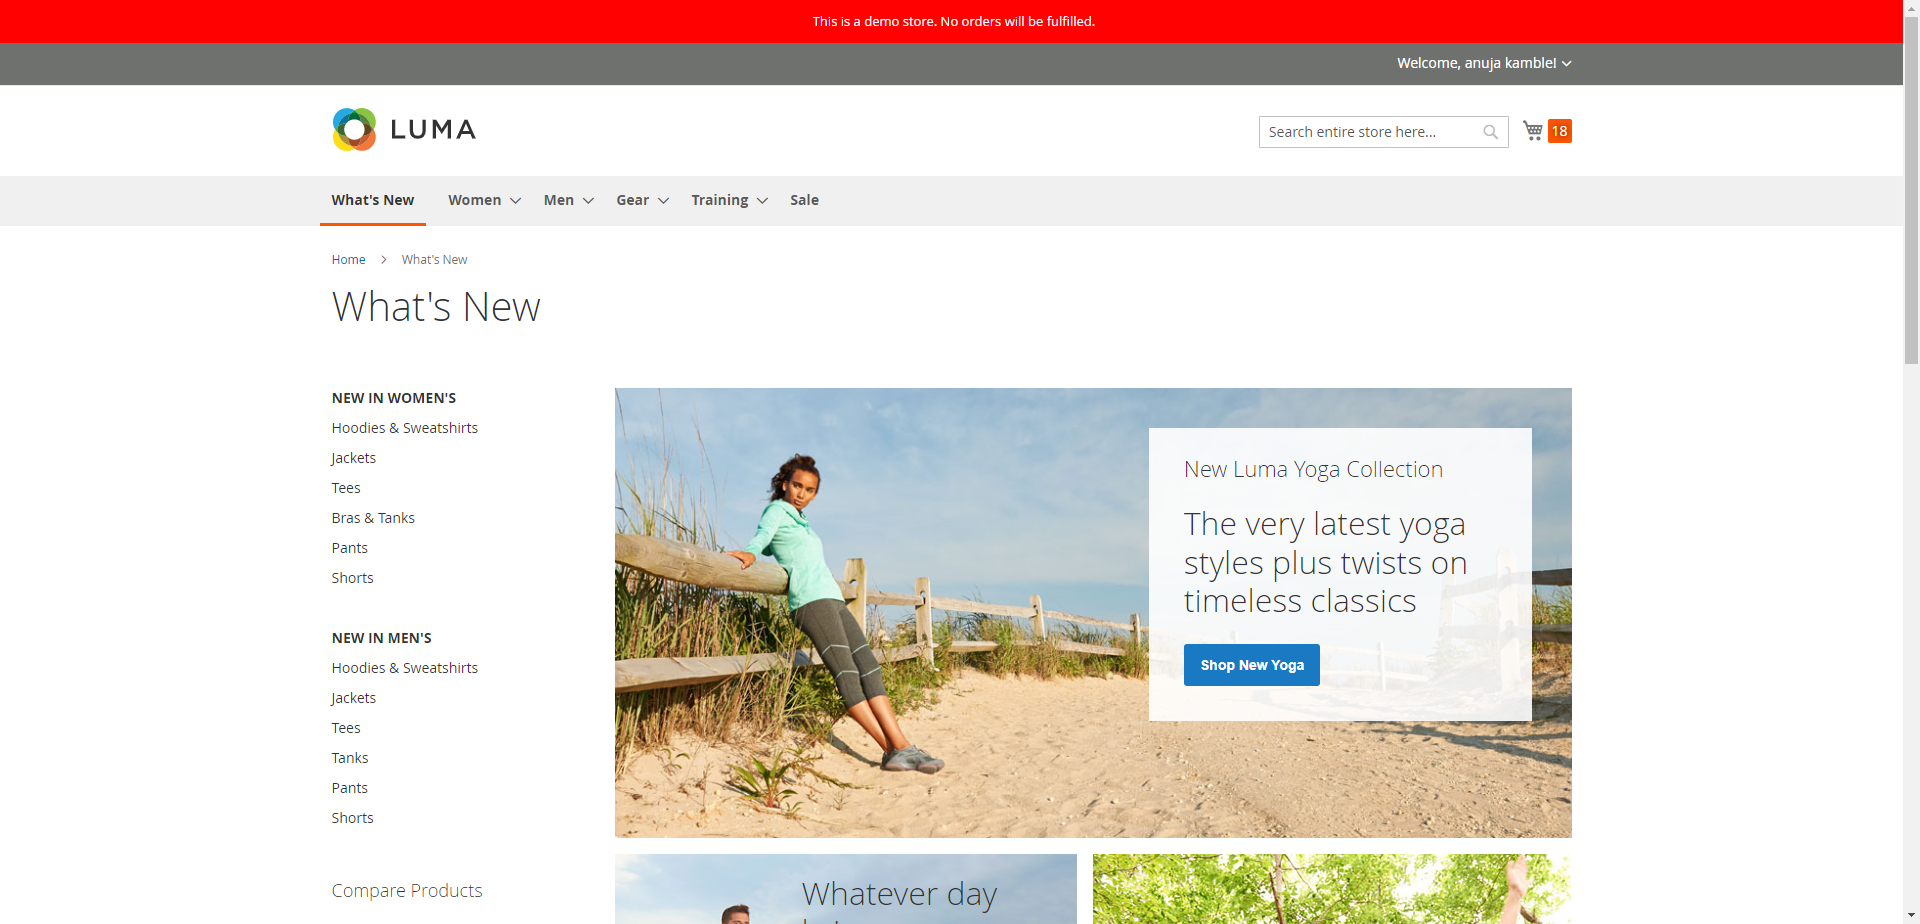 This is a demo store. No orders will be fulfilled.
Welcome, anuja kamble!
LUMA
Search entire store here...
18
What's New
Women
Men
Gear
Training
Sale
Home
What's New
What's New
NEW IN WOMEN'S
Hoodies & Sweatshirts
Jackets
Tees
Bras & Tanks
Pants
Shorts
NEW IN MEN'S
Hoodies & Sweatshirts
Jackets
Tees
Tanks
Pants
Shorts
Compare Products
New Luma Yoga Collection
The very latest yoga
styles plus twists on
timeless classics
Shop New Yoga
Whatever day